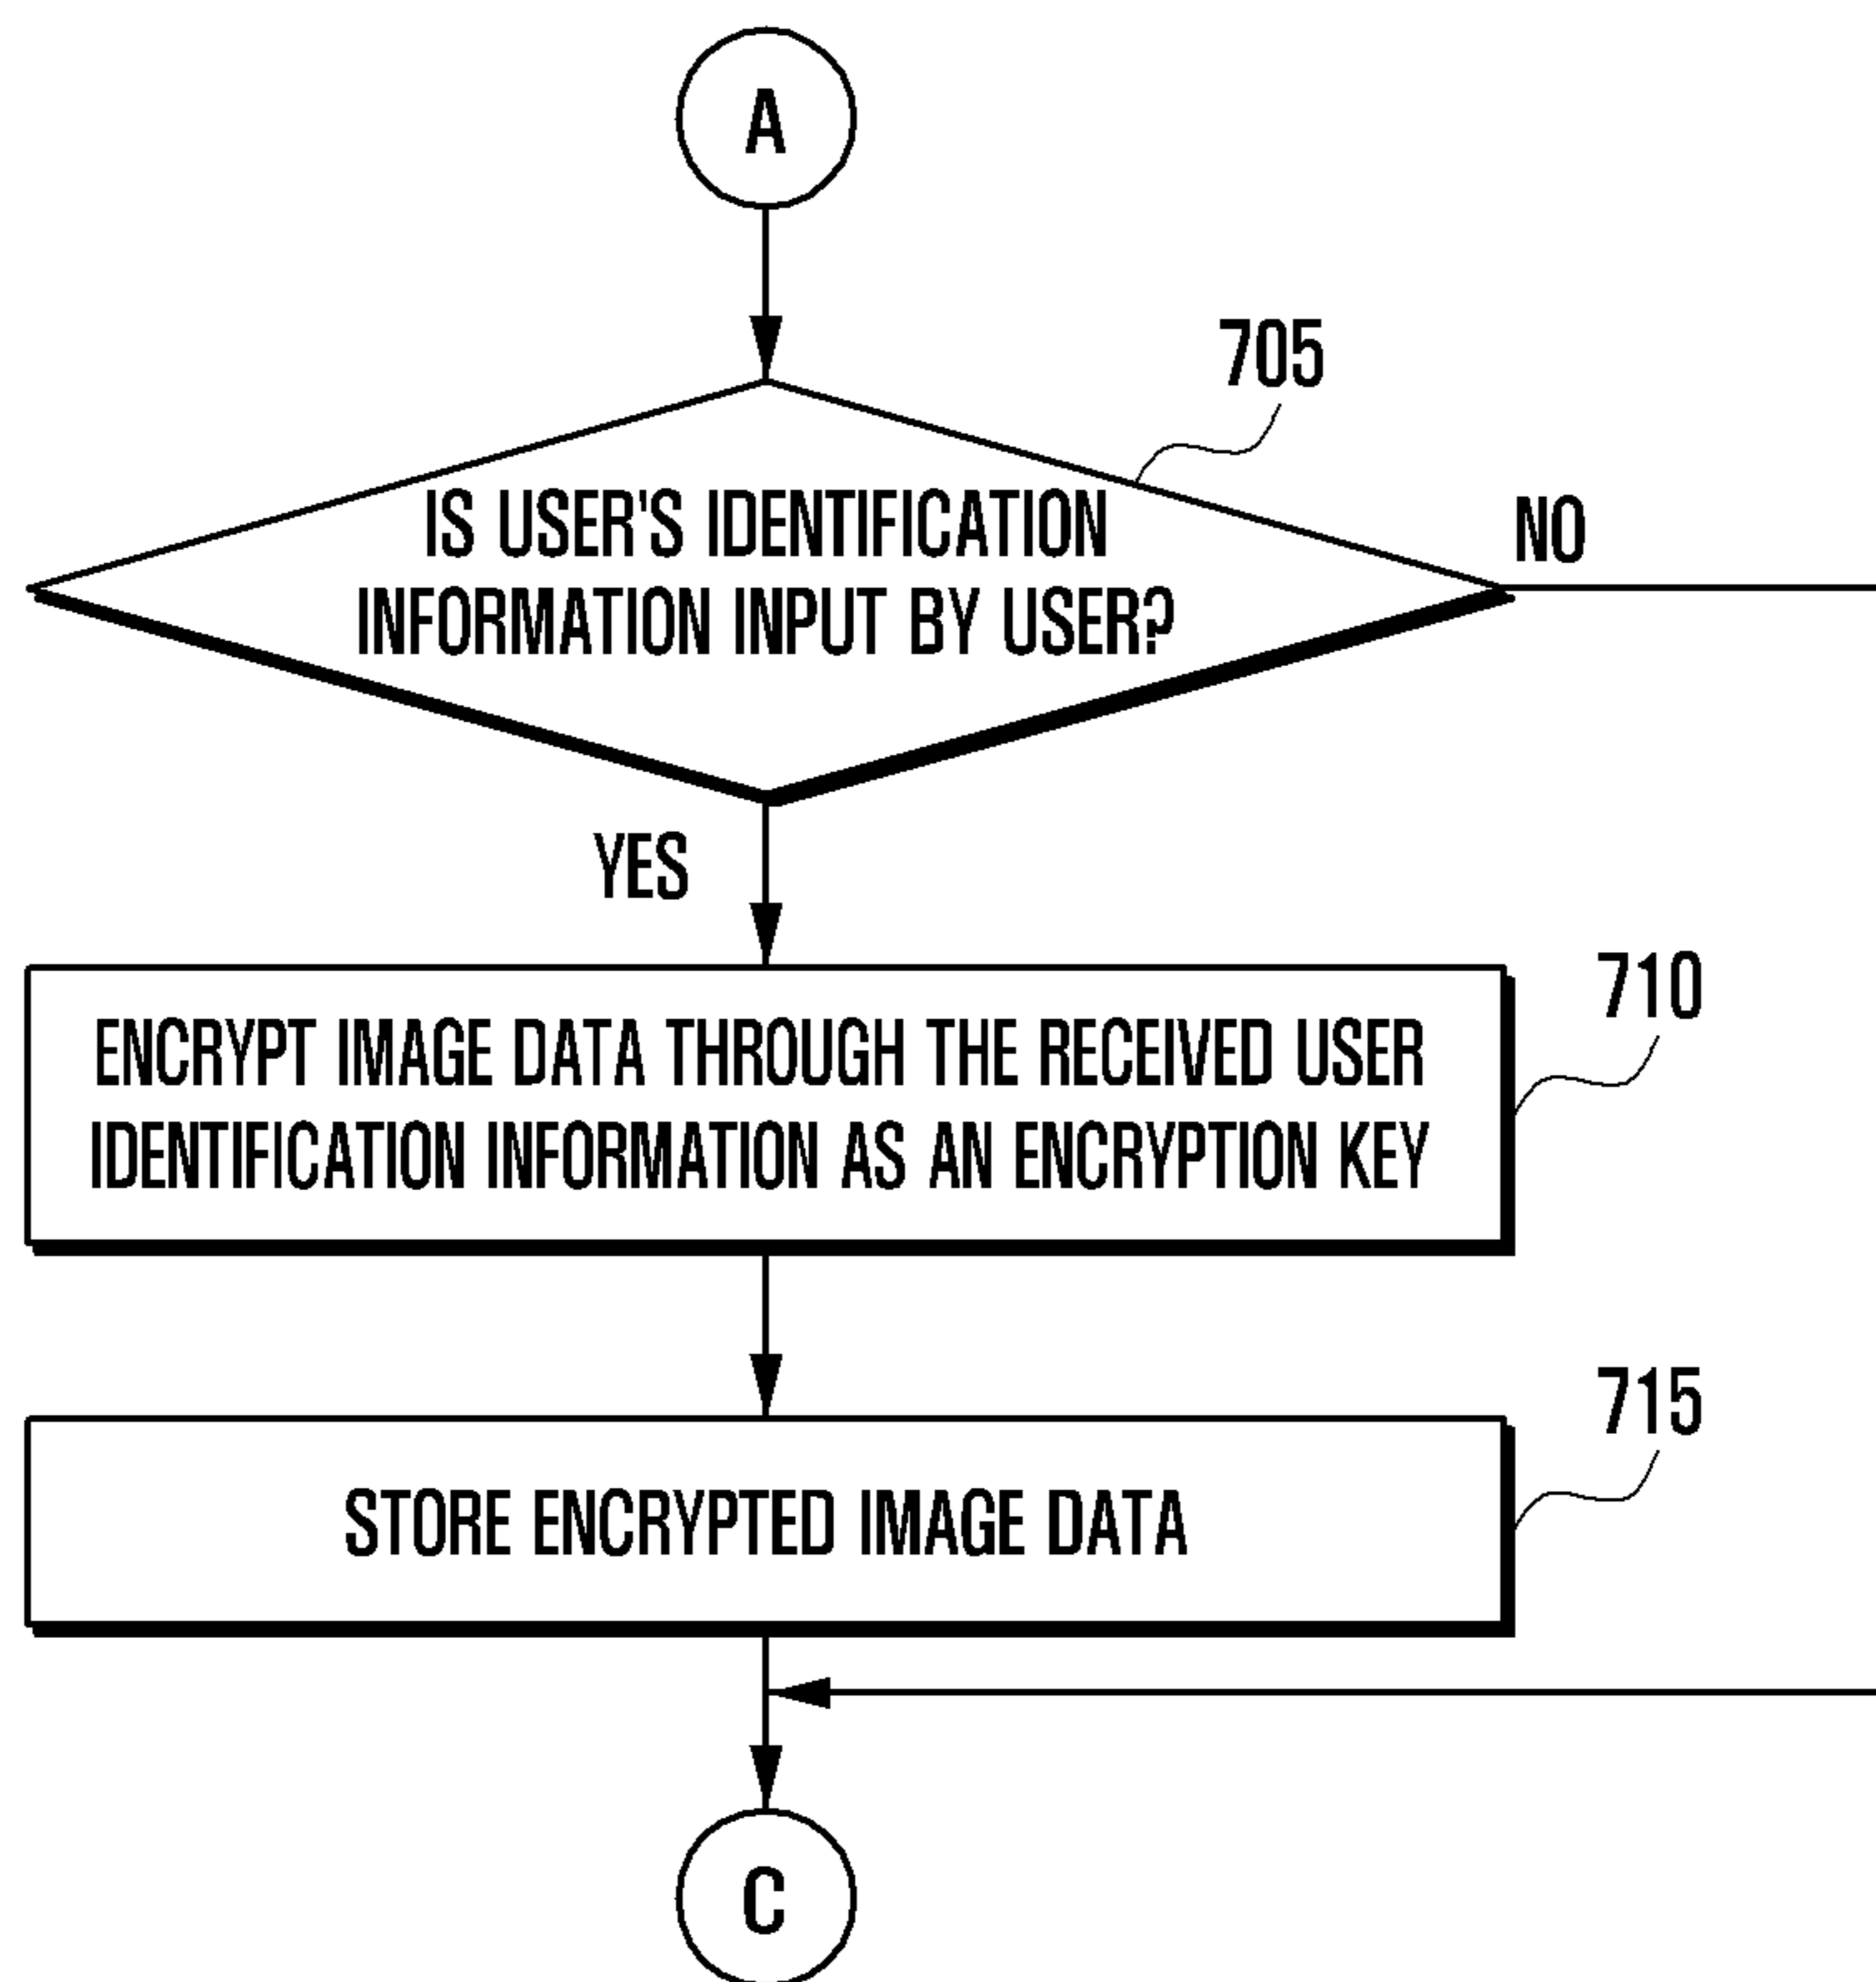 A
705
IS USER'S IDENTIFICATION
INFORMATION INPUT BY USER?
NO
YES
710
ENCRYPT IMAGE DATA THROUGH THE RECEIVED USER
IDENTIFICATION INFORMATION AS AN ENCRYPTION KEY
715
STORE ENCRYPTED IMAGE DATA
C